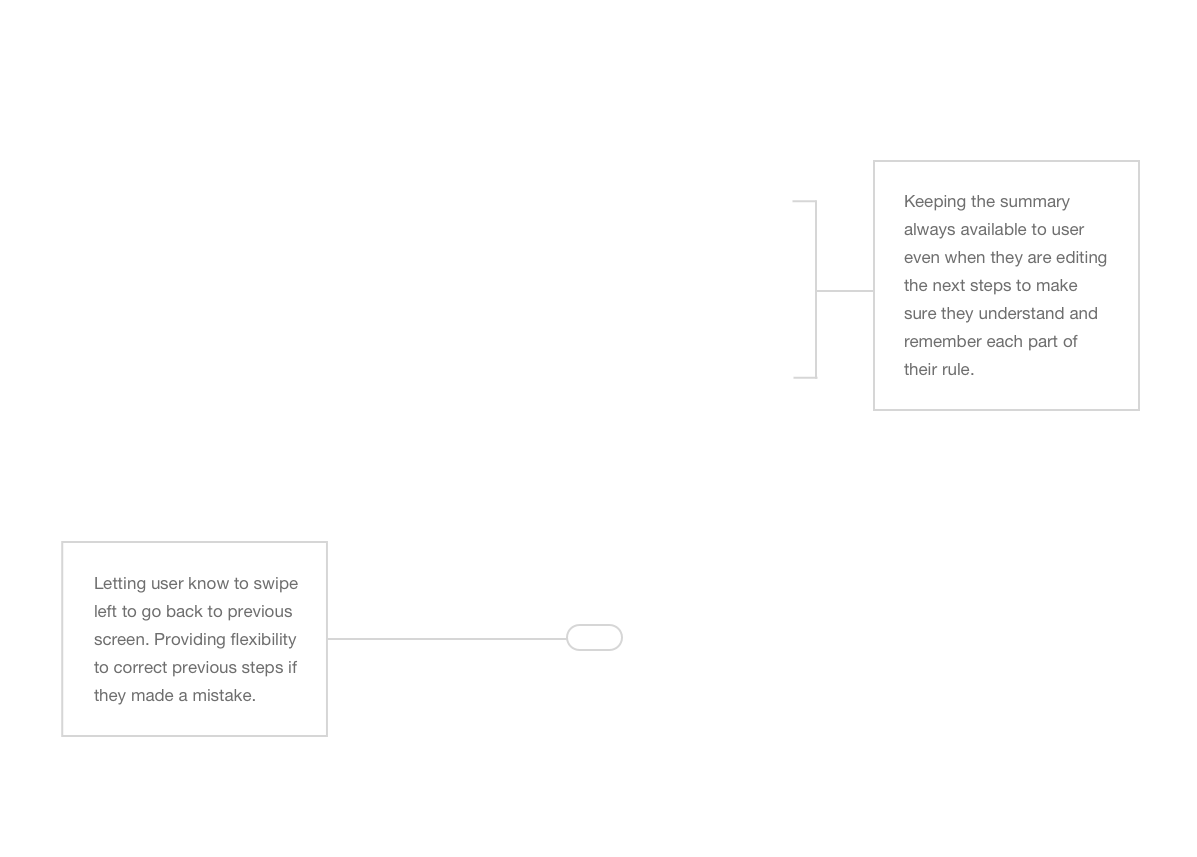 Keeping the summary
always available to user
even when they are editing
the next steps to make
sure they understand and
remember each part of
their rule.
Letting user know to swipe
left to go back to previous
screen. Providing flexibility
to correct previous steps if
they made a mistake.